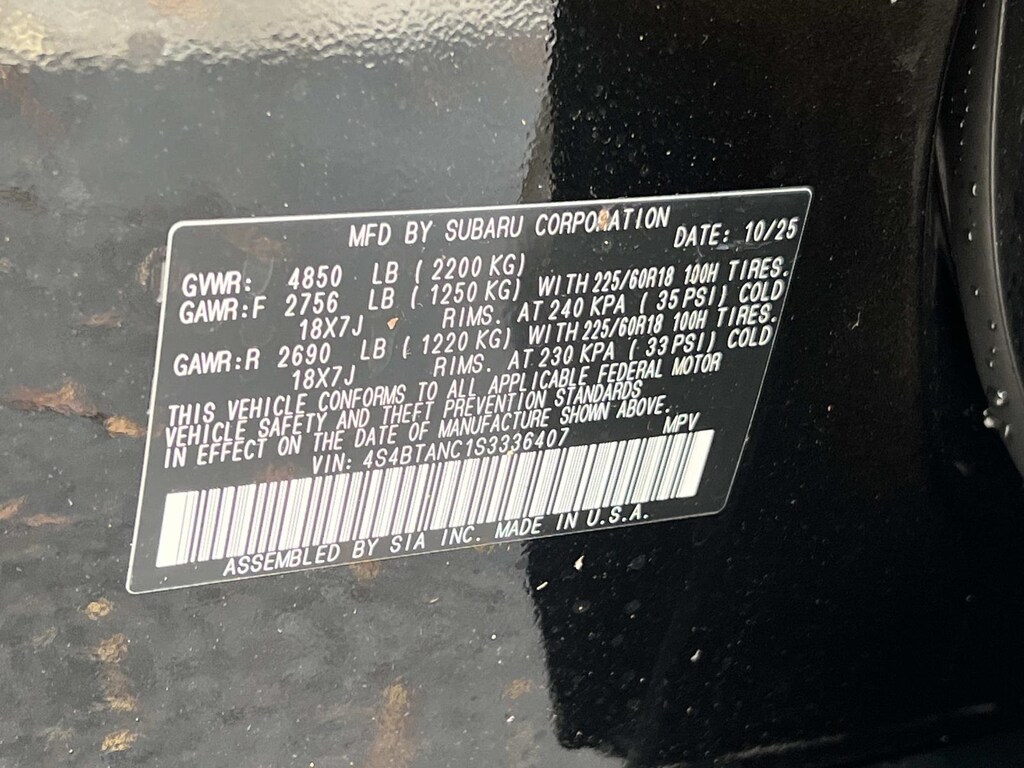 MFD BY SUBARU CORPORATION DATE: 10/25
GVWR: 4850 LB ( 2200 KG)
GAWR:F 2756 LB ( 1250 KG) WITH 225/60R18 100H TIRES.
18X7J RIMS. AT 240 KPA ( 35 PSI) COLD
GAWR:R 2690 LB ( 1220 KG) WITH 225/60R18 100H TIRES.
18X7J RIMS. AT 230 KPA ( 33 PSI) COLD
THIS VEHICLE CONFORMS TO ALL APPLICABLE FEDERAL MOTOR
VEHICLE SAFETY AND THEFT PREVENTION STANDARDS
IN EFFECT ON THE DATE OF MANUFACTURE SHOWN ABOVE.
VIN: 4S4BTANC1S3336407 MPV
ASSEMBLED BY SIA INC. MADE IN U.S.A.